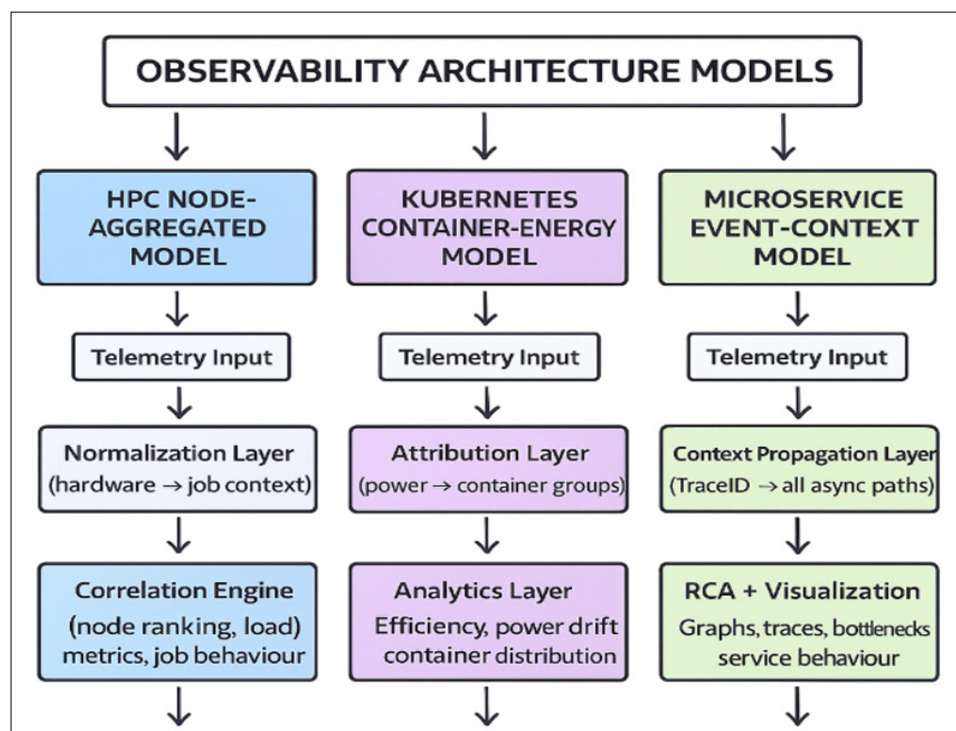 OBSERVABILITY ARCHITECTURE MODELS
HPC NODE-
AGGREGATED
MODEL
Telemetry Input
Normalization Layer
(hardware → job context)
Correlation Engine
(node ranking, load)
metrics, job behaviour
KUBERNETES
CONTAINER-ENERGY
MODEL
Telemetry Input
Attribution Layer
(power → container groups)
Analytics Layer
Efficiency, power drift
container distribution
MICROSERVICE
EVENT-CONTEXT
MODEL
Telemetry Input
Context Propagation Layer
(TraceID → all async paths)
RCA + Visualization
Graphs, traces, bottlenecks
service behaviour